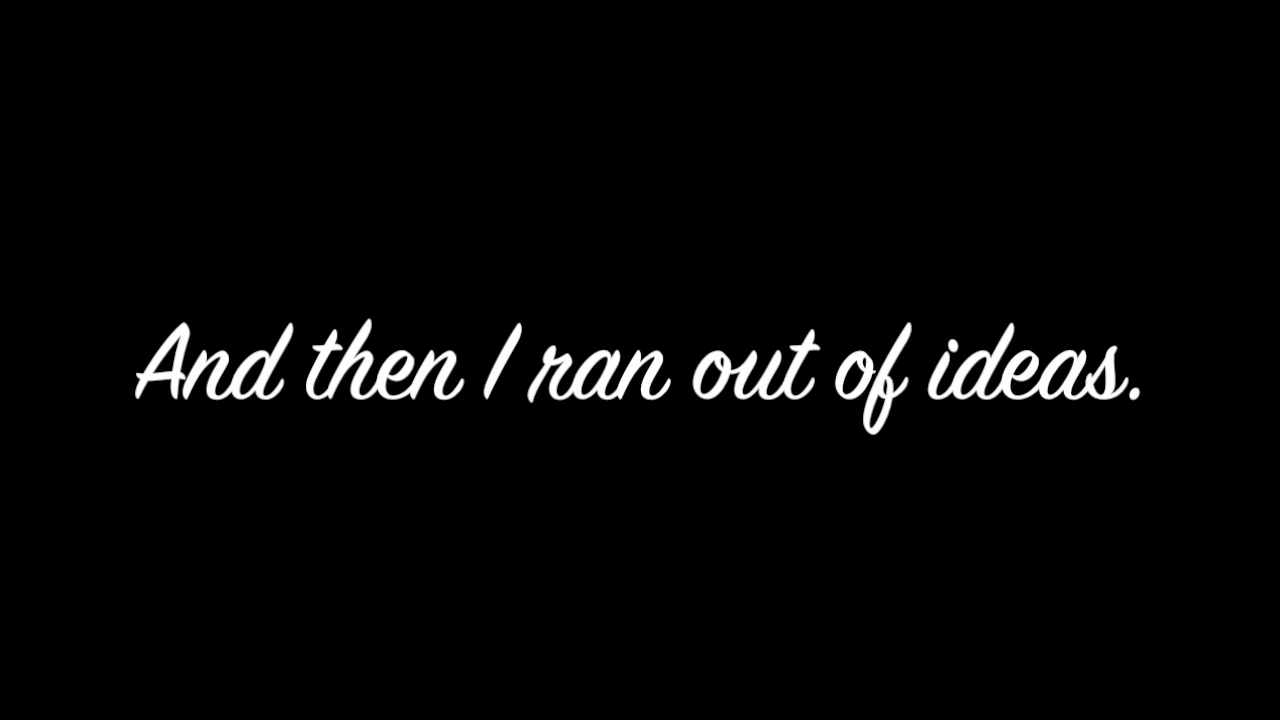 And then I ran out of ideas.